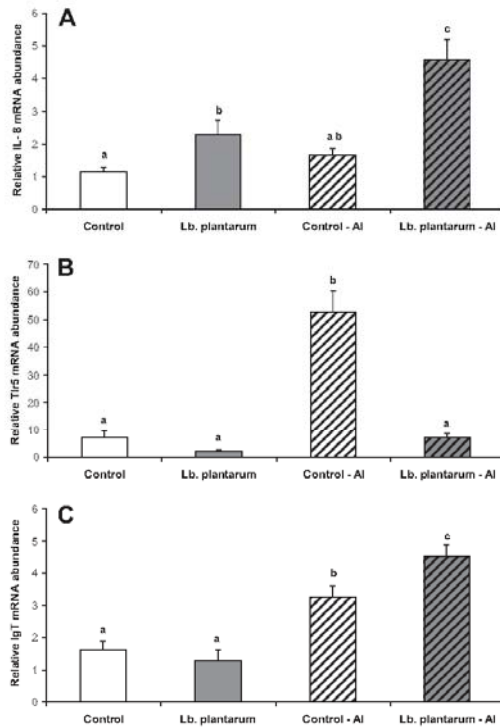 A
Relative IL-8 mRNA abundance
6
5
4
3
2
1
0
a
b
a b
c
Control
Lb. plantarum
Control - AI
Lb. plantarum - AI
B
Relative Tlr5 mRNA abundance
70
60
50
40
30
20
10
0
a
a
b
a
Control
Lb. plantarum
Control - AI
Lb. plantarum - AI
C
Relative IgT mRNA abundance
6
5
4
3
2
1
0
a
a
b
c
Control
Lb. plantarum
Control - AI
Lb. plantarum - AI